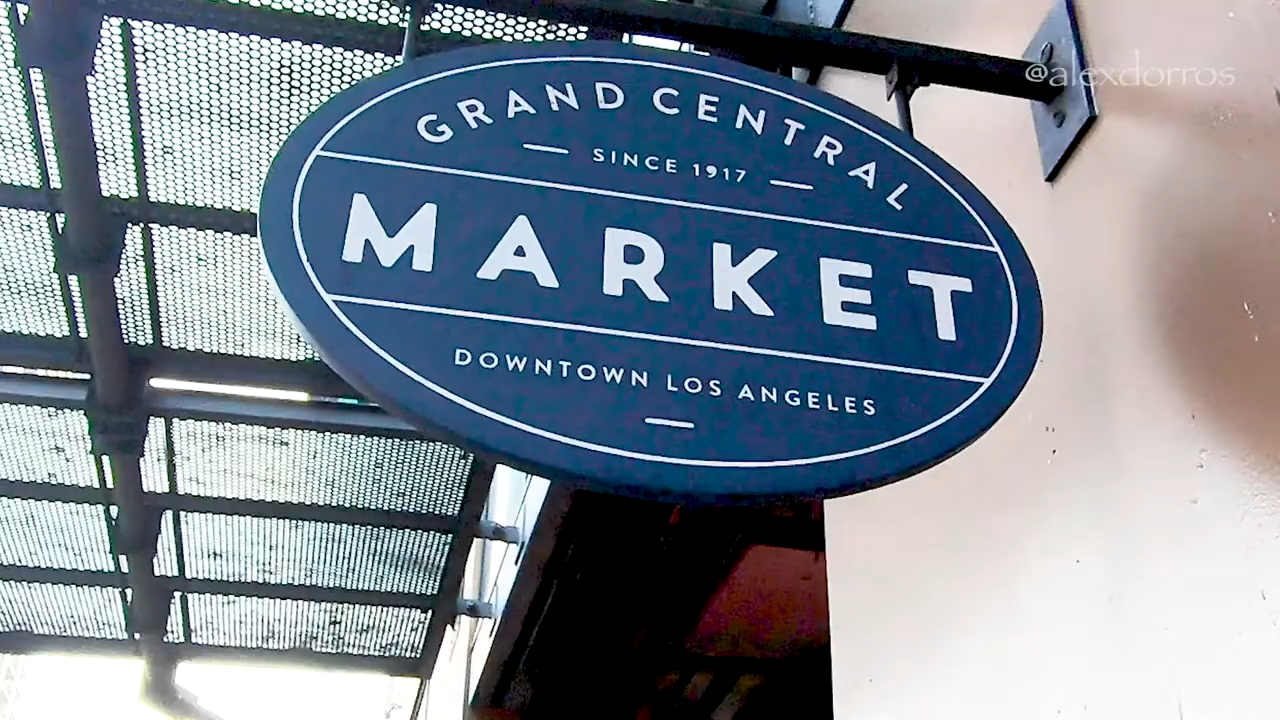 @alexdorros
GRAND CENTRAL
SINCE 1917
MARKET
DOWNTOWN LOS ANGELES